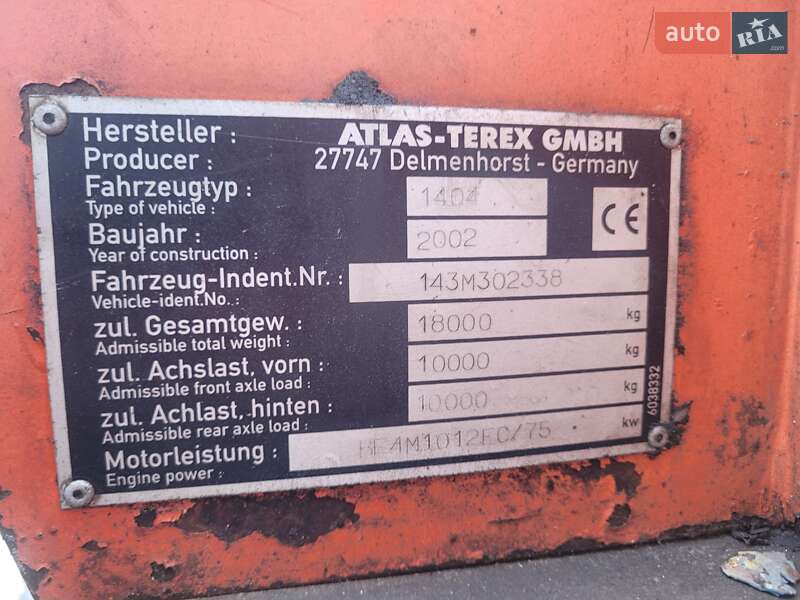 auto RIA.com
Hersteller : ATLAS-TEREX GMBH
Producer : 27747 Delmenhorst - Germany
Fahrzeugtyp : 1404
Type of vehicle :
Baujahr : 2002 CE
Year of construction :
Fahrzeug-Indent.Nr. : 143M302338
Vehicle-ident.No. :
zul. Gesamtgew. : 18000 kg
Admissible total weight :
zul. Achslast, vorn : 10000 kg
Admissible front axle load :
zul. Achlast, hinten : 10000 kg
Admissible rear axle load :
Motorleistung : BF4M1012EC/75 kw
Engine power :
6038332